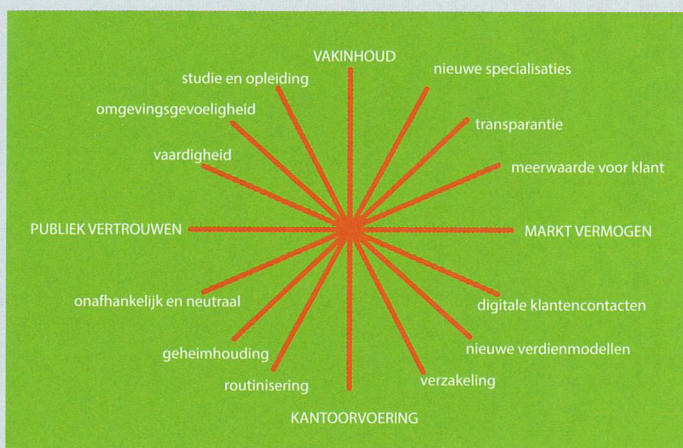 VAKINHOUD
studie en opleiding
nieuwe specialisaties
omgevingsgevoeligheid
transparantie
vaardigheid
meerwaarde voor klant
PUBLIEK VERTROUWEN
MARKT VERMOGEN
onafhankelijk en neutraal
digitale klantencontacten
geheimhouding
nieuwe verdienmodellen
routinisering
verzakeling
KANTOORVOERING